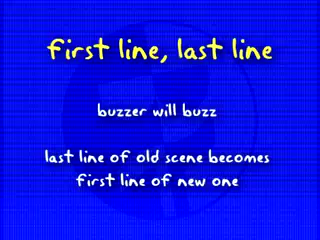 first line, last line
buzzer will buzz
last line of old scene becomes
first line of new one